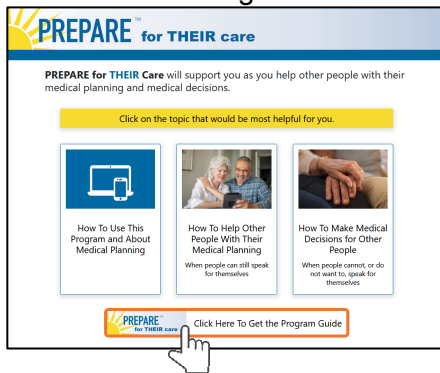 PREPARE™ for THEIR care
PREPARE for THEIR Care will support you as you help other people with their
medical planning and medical decisions.
Click on the topic that would be most helpful for you.
How To Use This
Program and About
Medical Planning
How To Help Other
People With Their
Medical Planning
When people can still speak
for themselves
How To Make Medical
Decisions for Other
People
When people cannot, or do
not want to, speak for
themselves
PREPARE™
for THEIR care
Click Here To Get the Program Guide